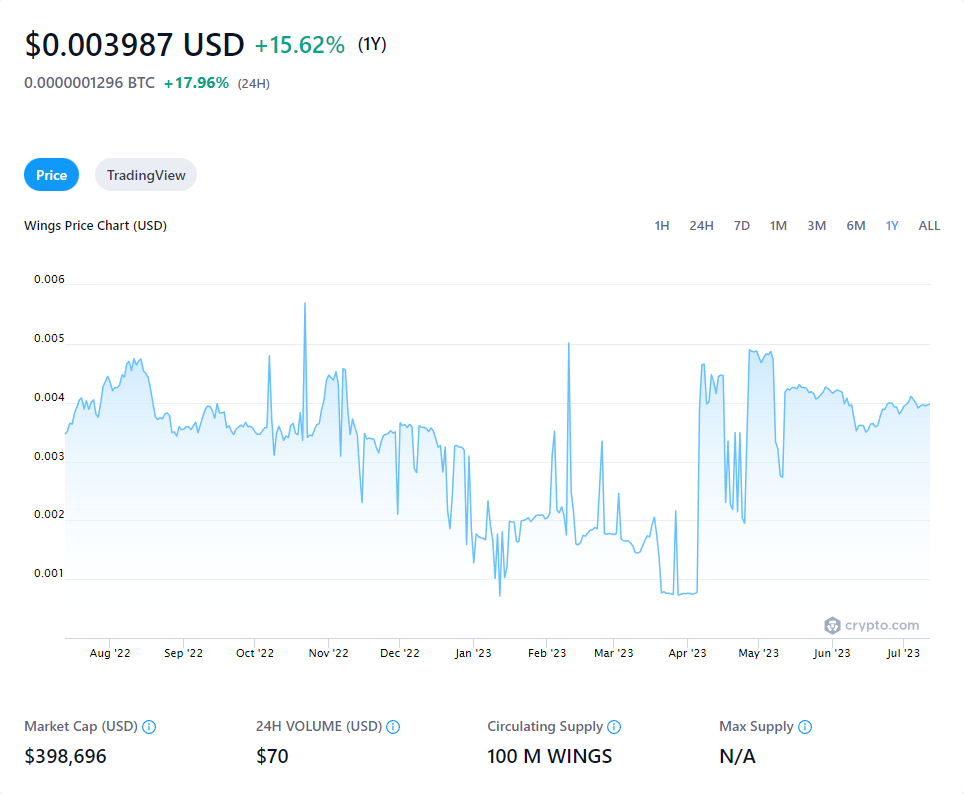 $0.003987 USD +15.62% (1Y)
0.0000001296 BTC +17.96% (24H)
Price TradingView
Wings Price Chart (USD) 1H 24H 7D 1M 3M 6M 1Y ALL
0.006
0.005
0.004
0.003
0.002
0.001
crypto.com
Aug '22 Sep '22 Oct '22 Nov '22 Dec '22 Jan '23 Feb '23 Mar '23 Apr '23 May '23 Jun '23 Jul '23
Market Cap (USD) 24H VOLUME (USD) Circulating Supply Max Supply
$398,696 $70 100 M WINGS N/A